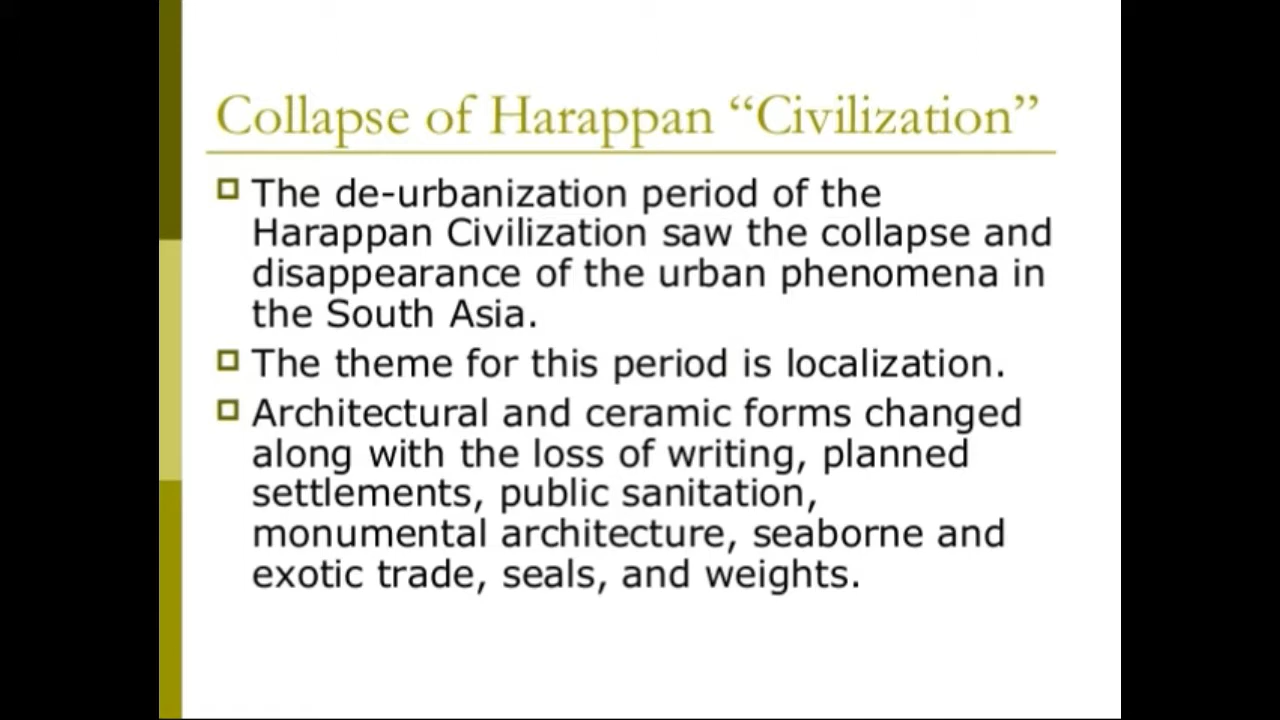 Collapse of Harappan “Civilization”
The de-urbanization period of the
Harappan Civilization saw the collapse and
disappearance of the urban phenomena in
the South Asia.
The theme for this period is localization.
Architectural and ceramic forms changed
along with the loss of writing, planned
settlements, public sanitation,
monumental architecture, seaborne and
exotic trade, seals, and weights.